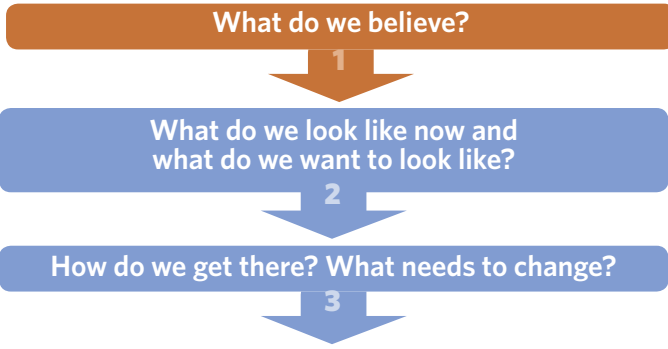 What do we believe?
1
What do we look like now and
what do we want to look like?
2
How do we get there? What needs to change?
3